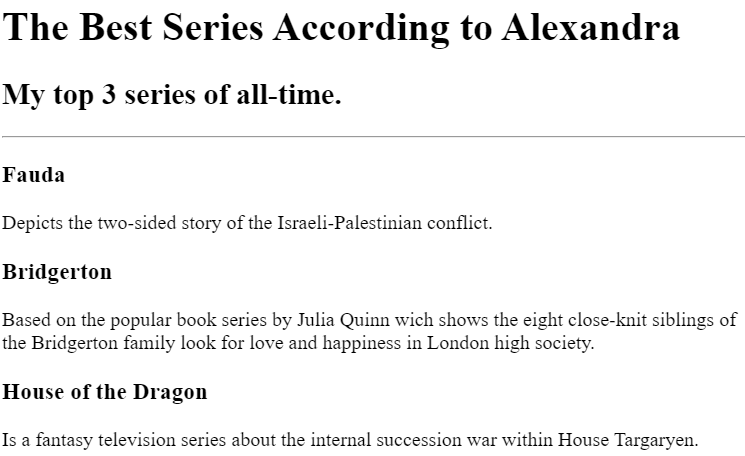 The Best Series According to Alexandra
My top 3 series of all-time.
Fauda
Depicts the two-sided story of the Israeli-Palestinian conflict.
Bridgerton
Based on the popular book series by Julia Quinn wich shows the eight close-knit siblings of
the Bridgerton family look for love and happiness in London high society.
House of the Dragon
Is a fantasy television series about the internal succession war within House Targaryen.